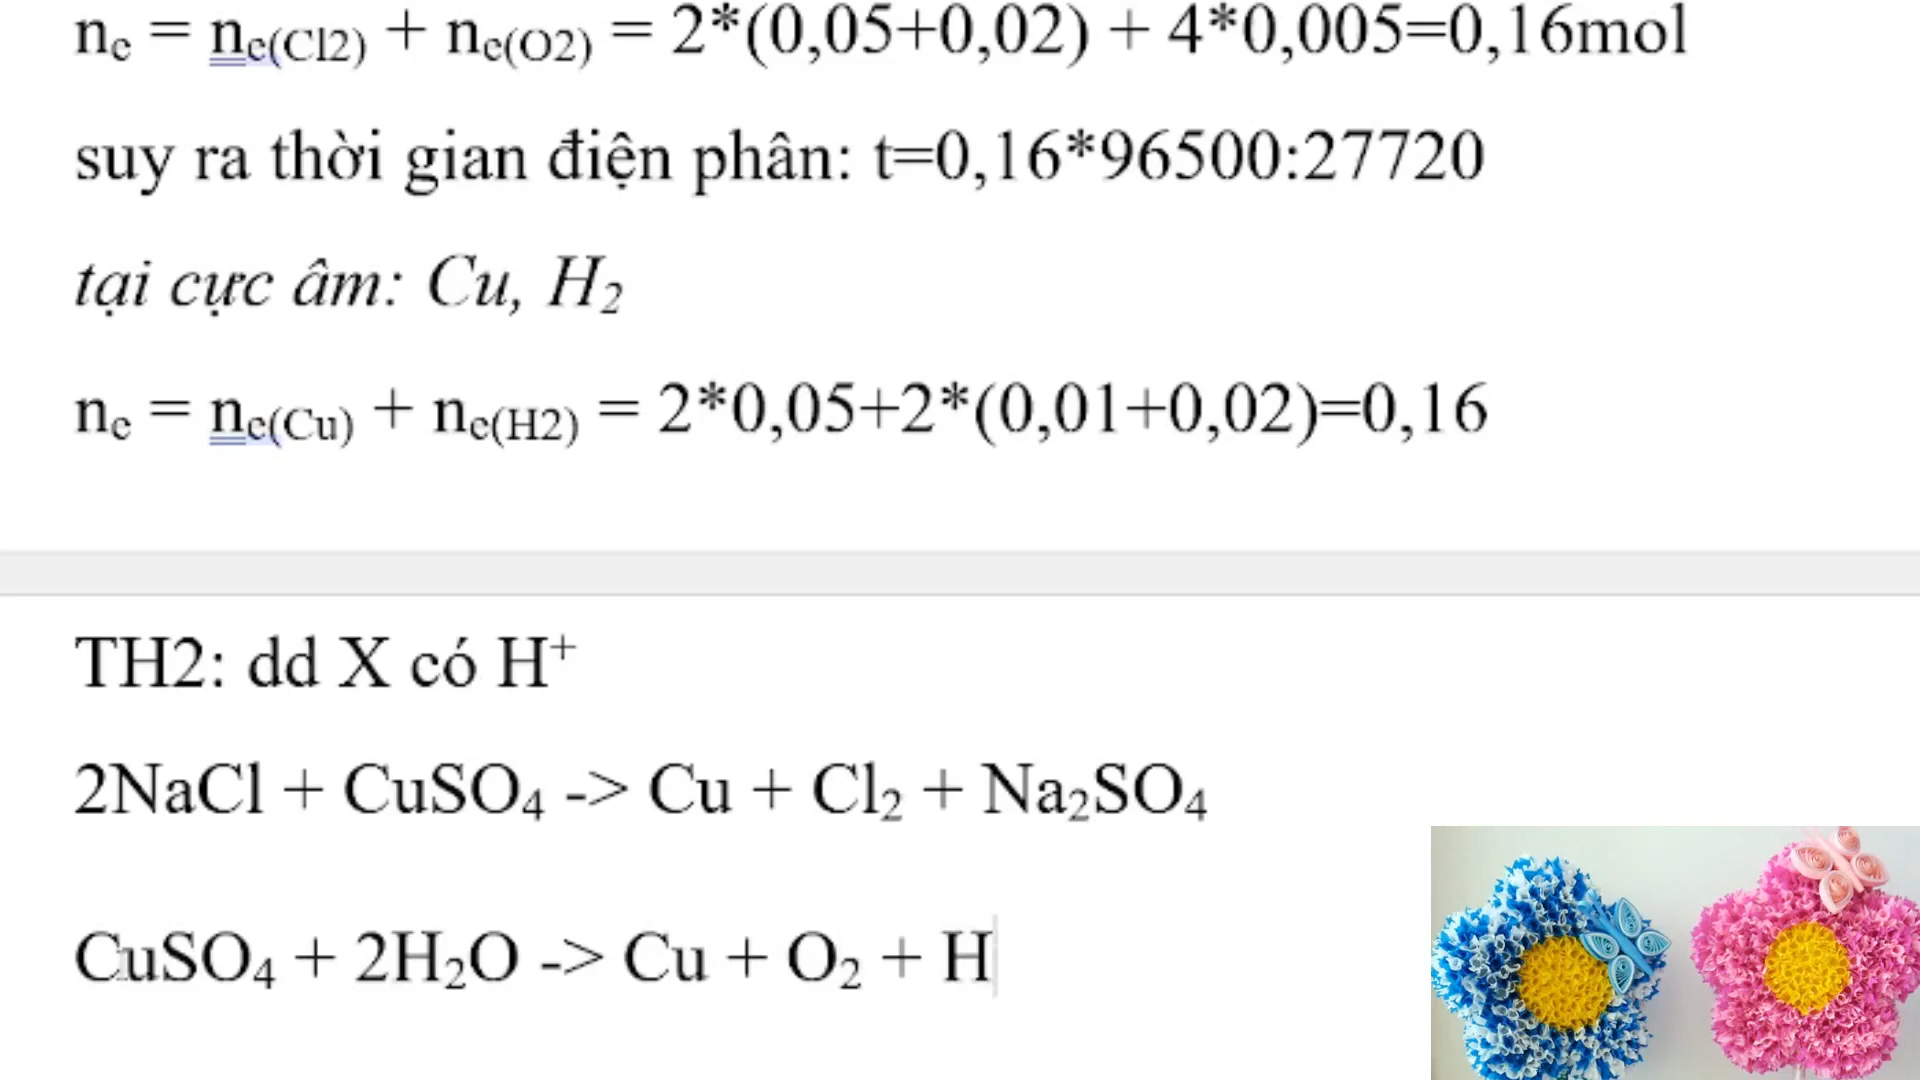 nₑ = nₑ₍Cl2₎ + nₑ₍O2₎ = 2*(0,05+0,02) + 4*0,005=0,16mol
suy ra thời gian điện phân: t=0,16*96500:27720
tại cực âm: Cu, H₂
nₑ = nₑ₍Cu₎ + nₑ₍H2₎ = 2*0,05+2*(0,01+0,02)=0,16
TH2: dd X có H⁺
2NaCl + CuSO₄ -> Cu + Cl₂ + Na₂SO₄
CuSO₄ + 2H₂O -> Cu + O₂ + H